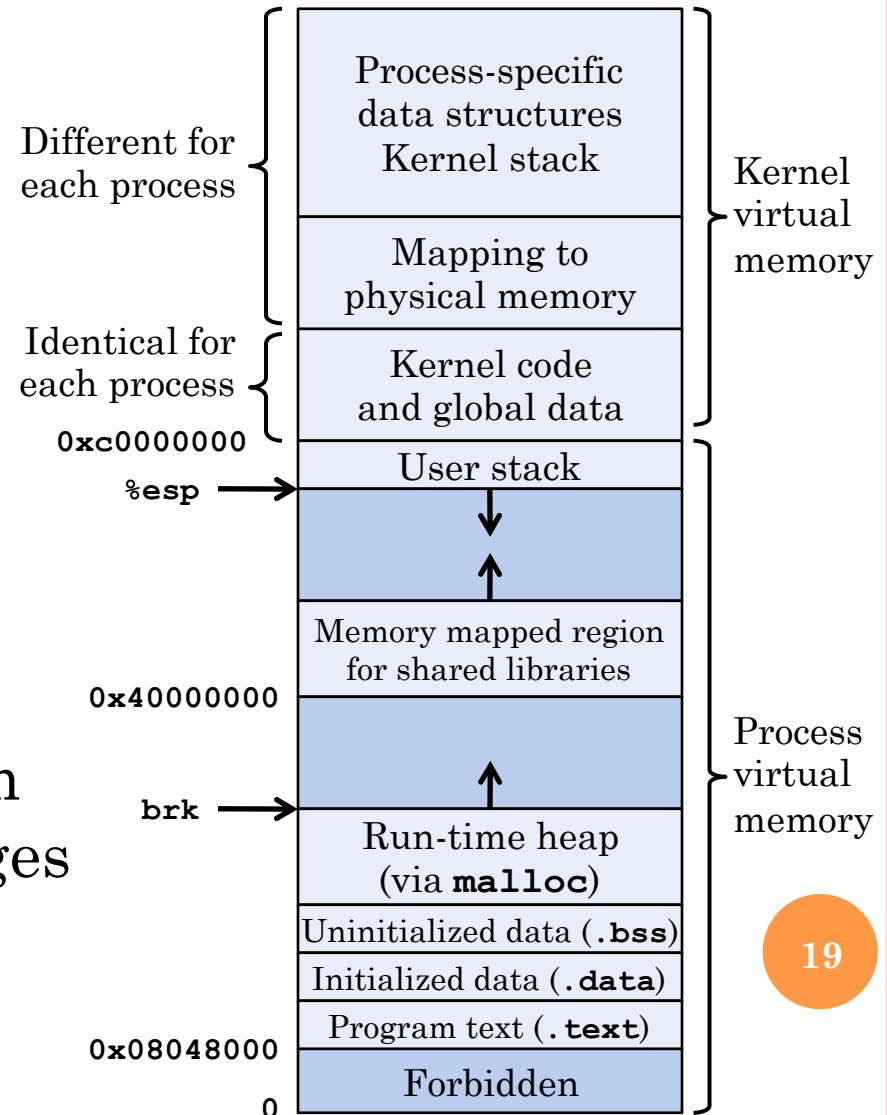 Process-specific
data structures
Kernel stack
Different for
each process
Kernel
virtual
memory
Mapping to
physical memory
Identical for
each process
Kernel code
and global data
0xc0000000
User stack
%esp
Memory mapped region
for shared libraries
0x40000000
Process
virtual
memory
brk
Run-time heap
(via malloc)
Uninitialized data (.bss)
19
Initialized data (.data)
Program text (.text)
0x08048000
Forbidden
0